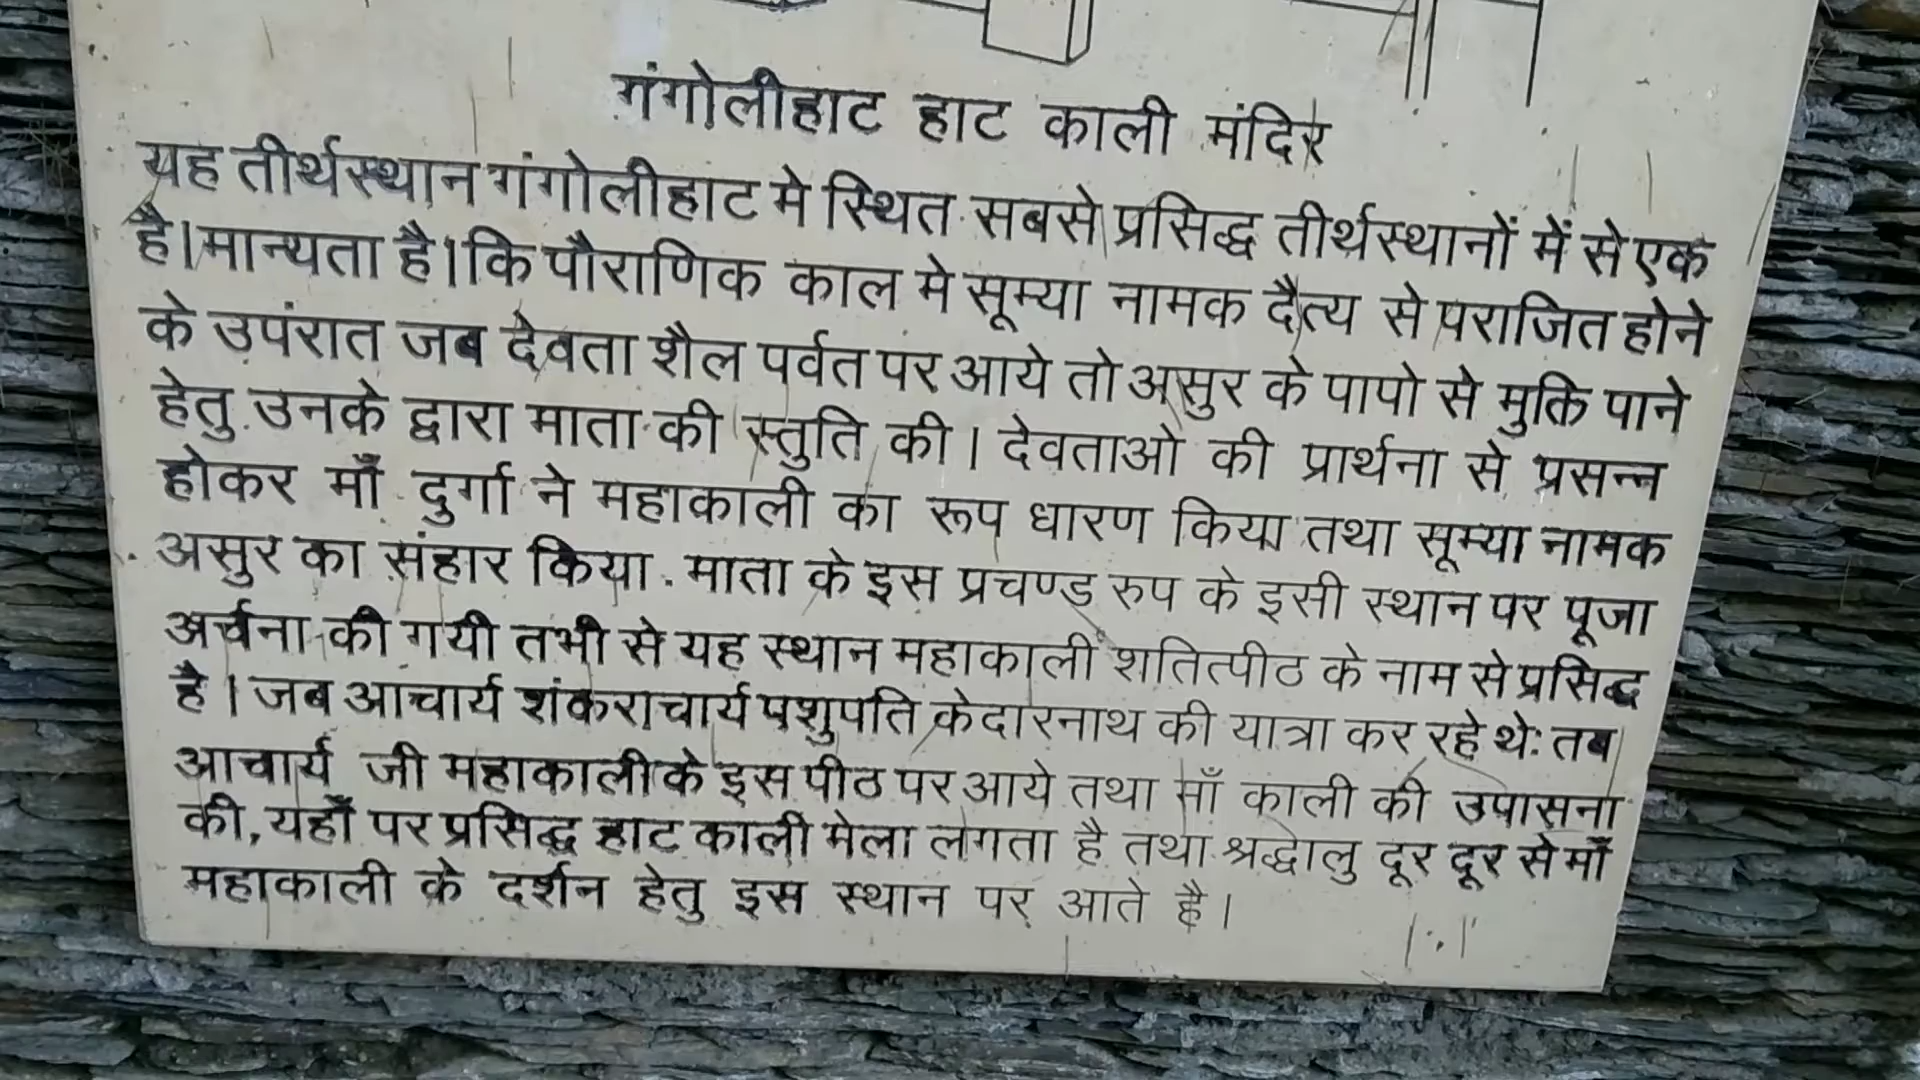 गंगोलीहाट हाट काली मंदिर
यह तीर्थस्थान गंगोलीहाट मे स्थित सबसे प्रसिद्ध तीर्थस्थानों में से एक
है।मान्यता है।कि पौराणिक काल मे सूम्या नामक दैत्य से पराजित होने
के उपंरात जब देवता शैल पर्वत पर आये तो असुर के पापो से मुक्ति पाने
हेतु उनके द्वारा माता की स्तुति की। देवताओ की प्रार्थना से प्रसन्न
होकर माँ दुर्गा ने महाकाली का रूप धारण किया तथा सूम्या नामक
असुर का संहार किया. माता के इस प्रचण्ड रुप के इसी स्थान पर पूजा
अर्चना की गयी तभी से यह स्थान महाकाली शतित्पीठ के नाम से प्रसिद्ध
है। जब आचार्य शंकराचार्य पशुपति केदारनाथ की यात्रा कर रहे थे: तब
आचार्य जी महाकाली के इस पीठ पर आये तथा माँ काली की उपासना
की, यहाँ पर प्रसिद्ध हाट काली मेला लगता है तथा श्रद्धालु दूर दूर से माँ
महाकाली के दर्शन हेतु इस स्थान पर आते है।